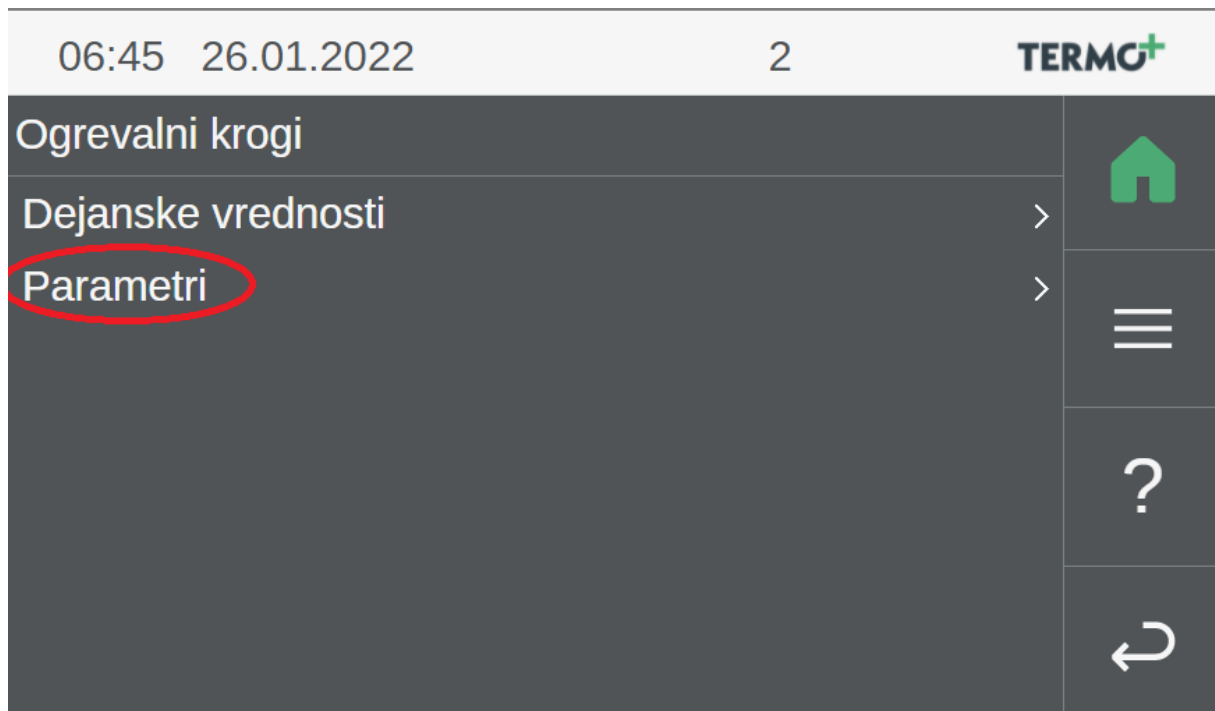 06:45 26.01.2022 2 TERMO+
Ogrevalni krogi
Dejanske vrednosti >
Parametri >
?